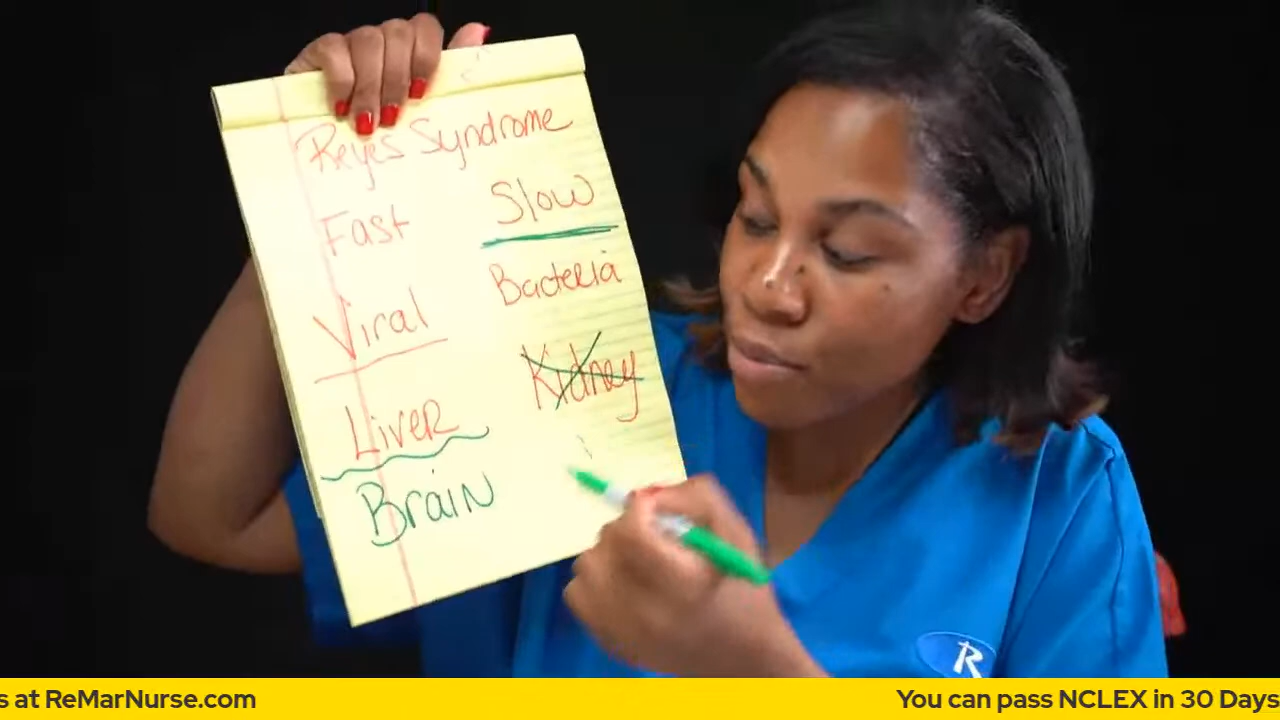 Reyes Syndrome
Fast Slow
Viral Bacteria
Liver Kidney
Brain
R
s at ReMarNurse.com You can pass NCLEX in 30 Days